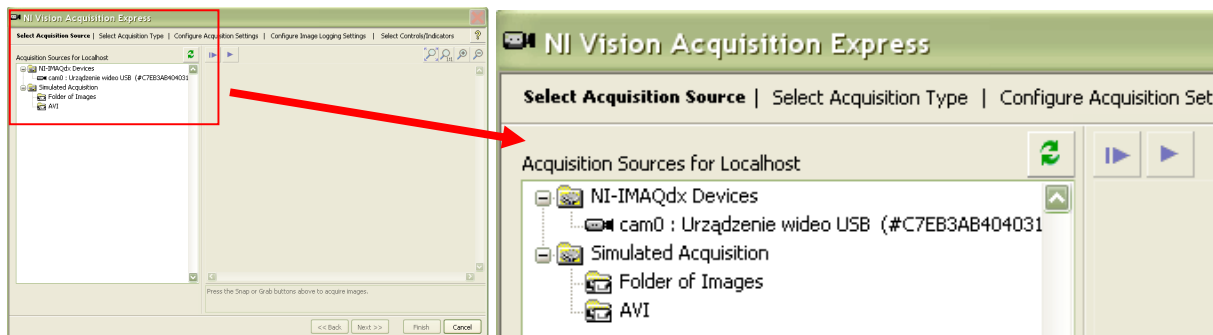 NI Vision Acquisition Express
Select Acquisition Source | Select Acquisition Type | Configure Acquisition Settings | Configure Image Logging Settings | Select Controls/Indicators
Acquisition Sources for Localhost
NI-IMAQdx Devices
cam0 : Urządzenie wideo USB (#C7EB3AB404031
Simulated Acquisition
Folder of Images
AVI
Press the Snap or Grab buttons above to acquire images.
<< Back Next >> Finish Cancel
NI Vision Acquisition Express
Select Acquisition Source | Select Acquisition Type | Configure Acquisition Set
Acquisition Sources for Localhost
NI-IMAQdx Devices
cam0 : Urządzenie wideo USB (#C7EB3AB404031
Simulated Acquisition
Folder of Images
AVI